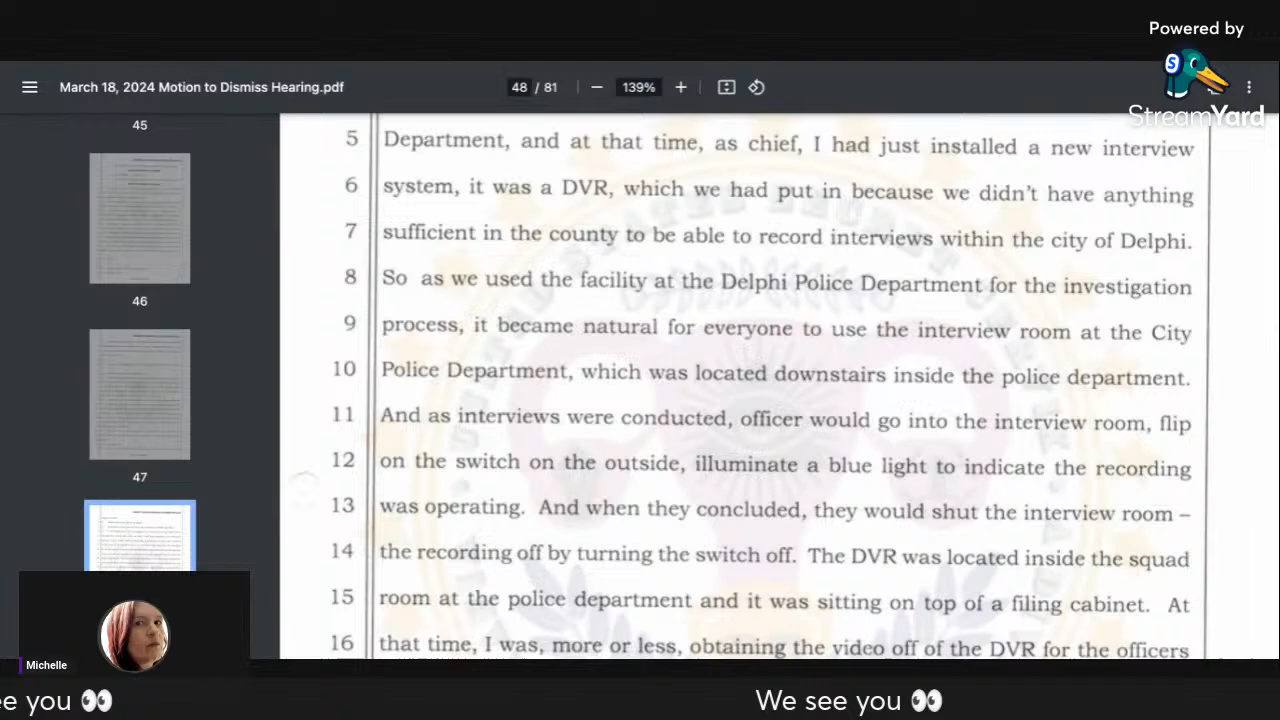 Powered by
StreamYard
March 18, 2024 Motion to Dismiss Hearing.pdf
48 / 81
139%
45
46
47
5 Department, and at that time, as chief, I had just installed a new interview
6 system, it was a DVR, which we had put in because we didn't have anything
7 sufficient in the county to be able to record interviews within the city of Delphi.
8 So as we used the facility at the Delphi Police Department for the investigation
9 process, it became natural for everyone to use the interview room at the City
10 Police Department, which was located downstairs inside the police department.
11 And as interviews were conducted, officer would go into the interview room, flip
12 on the switch on the outside, illuminate a blue light to indicate the recording
13 was operating. And when they concluded, they would shut the interview room –
14 the recording off by turning the switch off. The DVR was located inside the squad
15 room at the police department and it was sitting on top of a filing cabinet. At
16 that time, I was, more or less, obtaining the video off of the DVR for the officers
Michelle
ee you 👀 We see you 👀